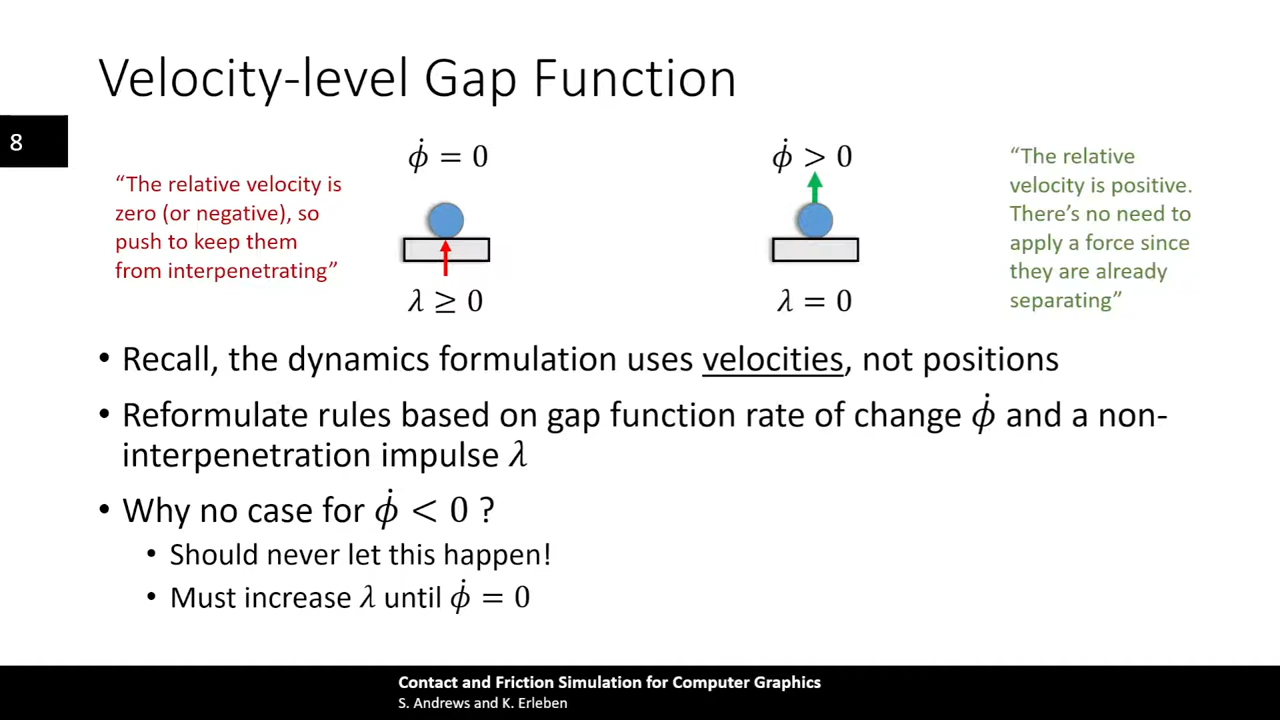 Velocity-level Gap Function
8
ϕ̇ = 0
ϕ̇ > 0
“The relative velocity is
zero (or negative), so
push to keep them
from interpenetrating”
“The relative
velocity is positive.
There’s no need to
apply a force since
they are already
separating”
λ ≥ 0
λ = 0
• Recall, the dynamics formulation uses velocities, not positions
• Reformulate rules based on gap function rate of change ϕ̇ and a non-
interpenetration impulse λ
• Why no case for ϕ̇ < 0 ?
• Should never let this happen!
• Must increase λ until ϕ̇ = 0
Contact and Friction Simulation for Computer Graphics
S. Andrews and K. Erleben